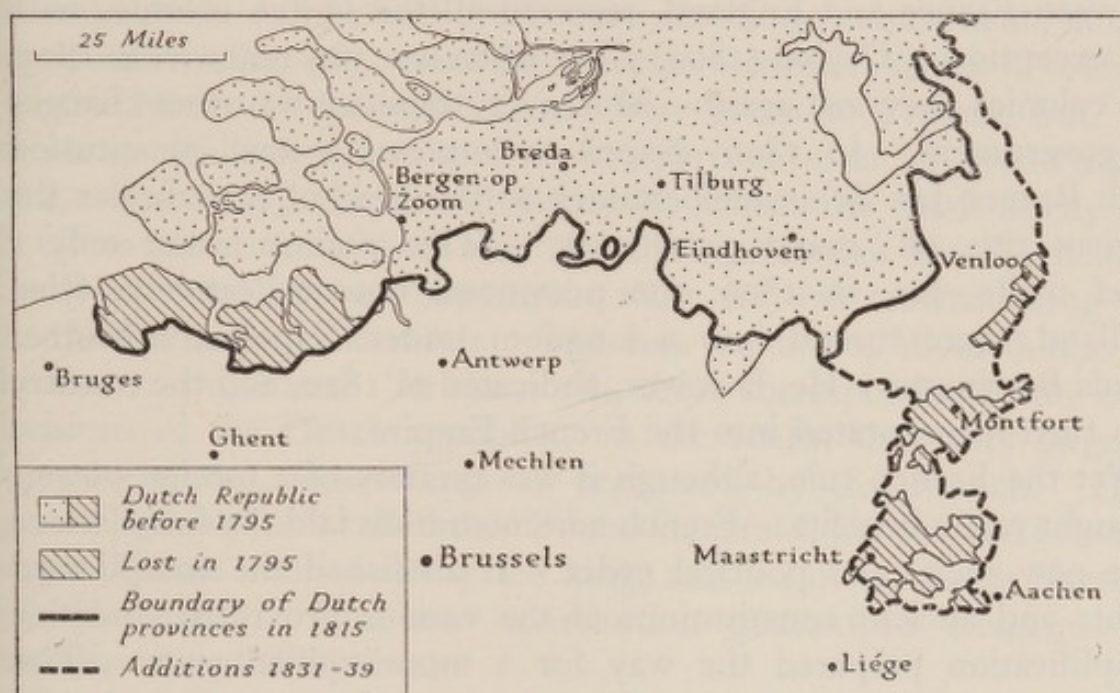 25 Miles
Breda
Bergen op
Zoom
Tilburg
Eindhoven
Venloo
Bruges
Antwerp
Montfort
Ghent
Mechlen
Dutch Republic
before 1795
Lost in 1795
Brussels
Maastricht
Boundary of Dutch
provinces in 1815
Aachen
Additions 1831-39
Liége